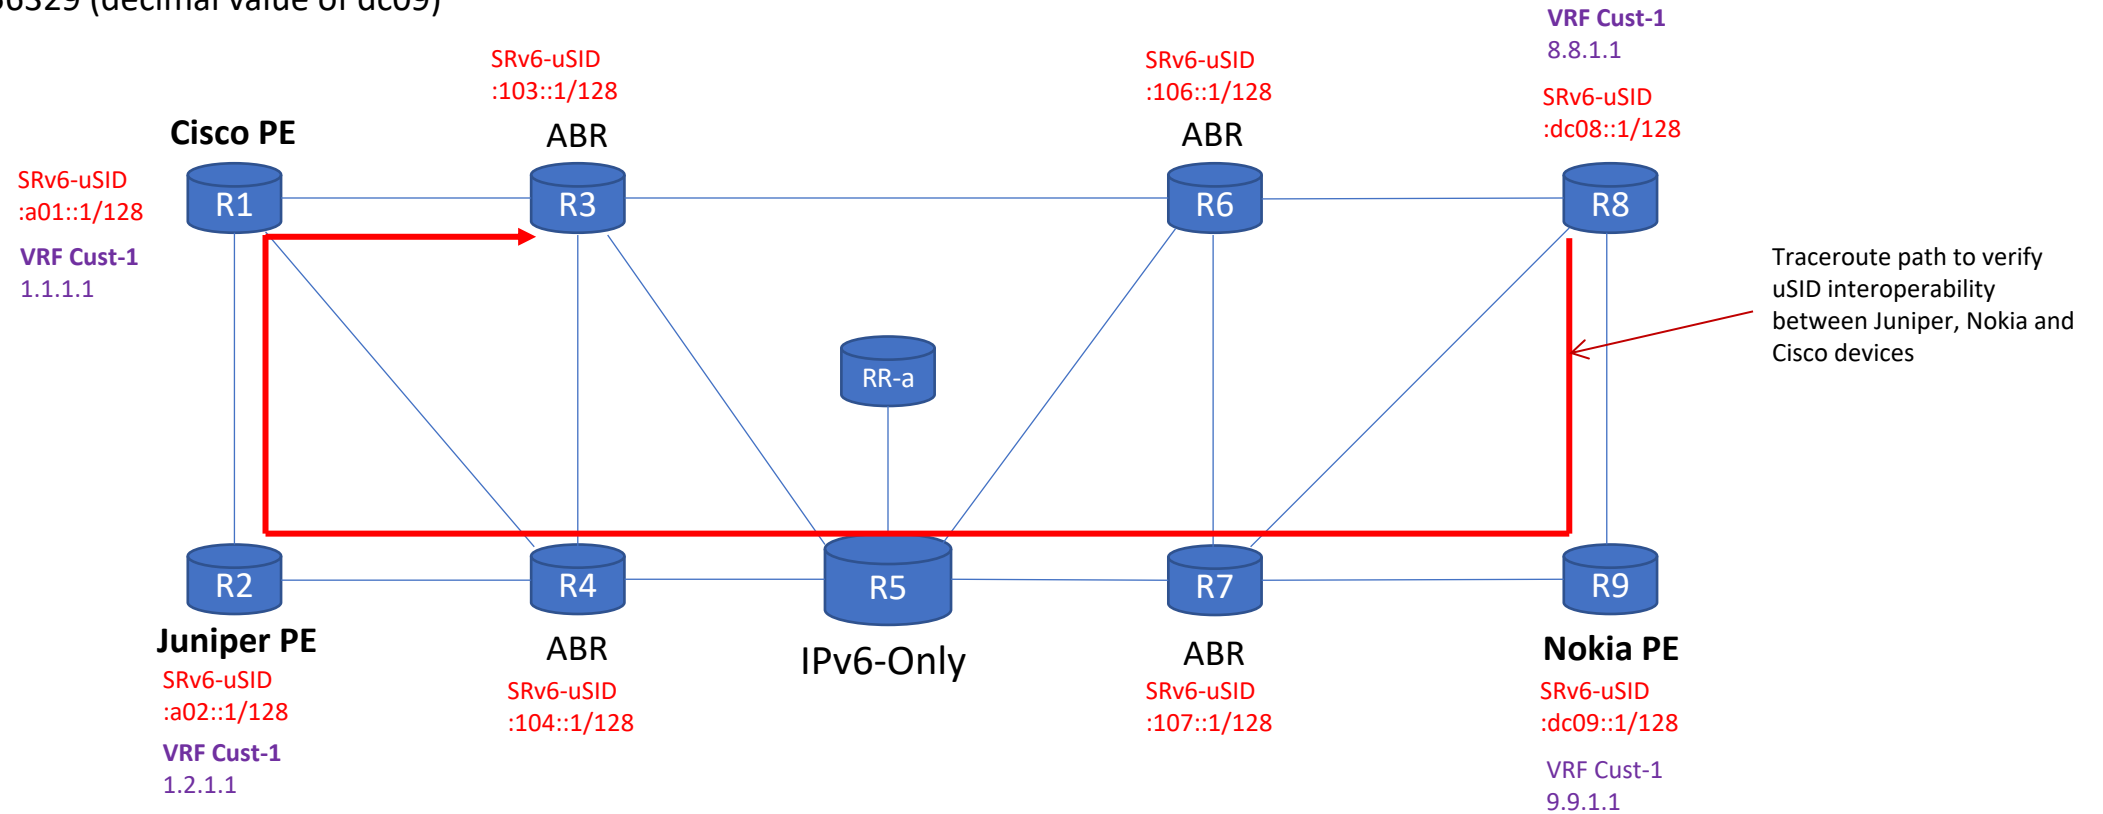 56329 (decimal value of dc09)
VRF Cust-1
8.8.1.1
SRv6-uSID
:103::1/128
SRv6-uSID
:106::1/128
SRv6-uSID
:dc08::1/128
Cisco PE
ABR
ABR
SRv6-uSID
:a01::1/128
R1
R3
R6
R8
VRF Cust-1
1.1.1.1
Traceroute path to verify
uSID interoperability
between Juniper, Nokia and
Cisco devices
RR-a
R2
R4
R5
R7
R9
Juniper PE
ABR
IPv6-Only
ABR
Nokia PE
SRv6-uSID
:a02::1/128
SRv6-uSID
:104::1/128
SRv6-uSID
:107::1/128
SRv6-uSID
:dc09::1/128
VRF Cust-1
1.2.1.1
VRF Cust-1
9.9.1.1